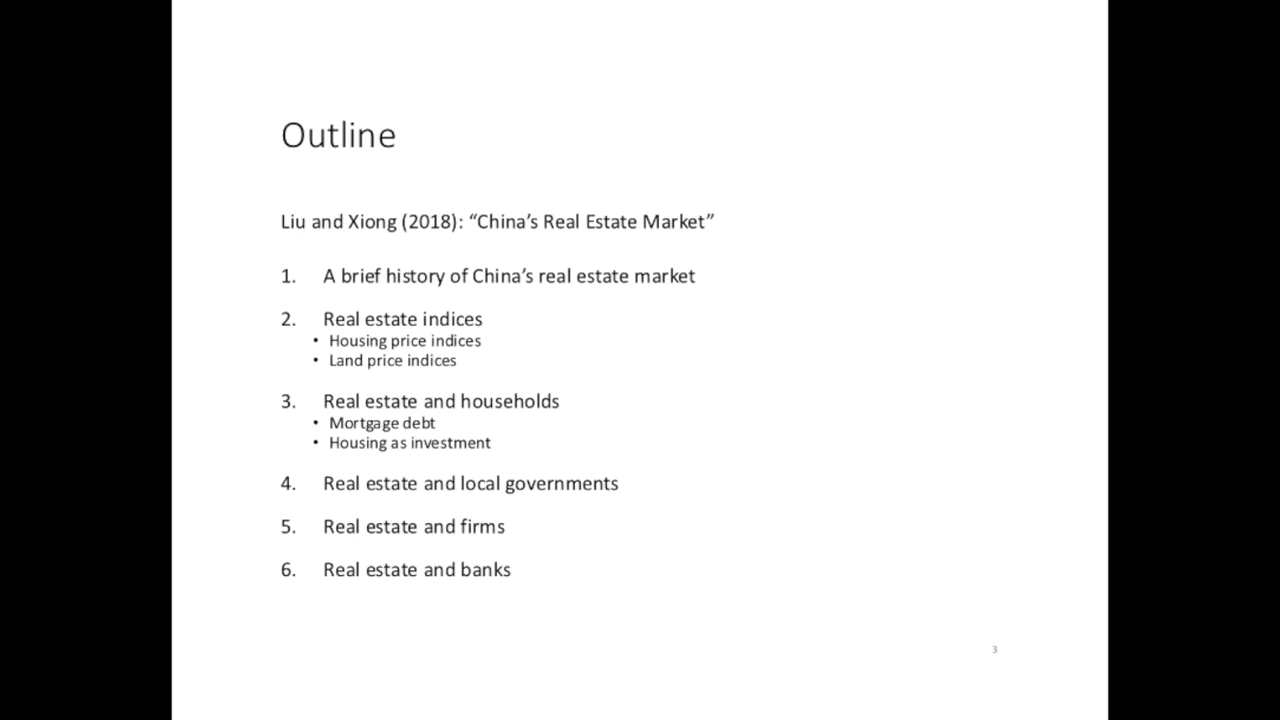 Outline
Liu and Xiong (2018): “China’s Real Estate Market”
1. A brief history of China’s real estate market
2. Real estate indices
• Housing price indices
• Land price indices
3. Real estate and households
• Mortgage debt
• Housing as investment
4. Real estate and local governments
5. Real estate and firms
6. Real estate and banks
3